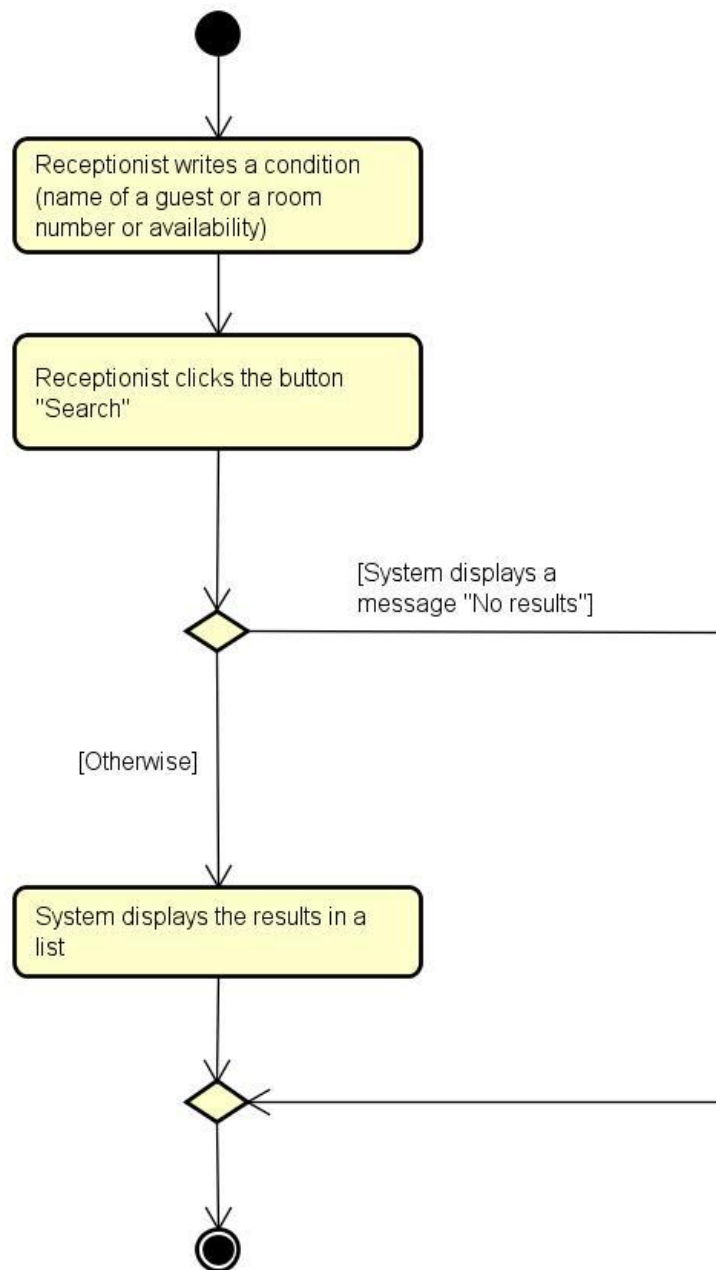 Receptionist writes a condition
(name of a guest or a room
number or availability)
Receptionist clicks the button
"Search"
[System displays a
message "No results"]
[Otherwise]
System displays the results in a
list